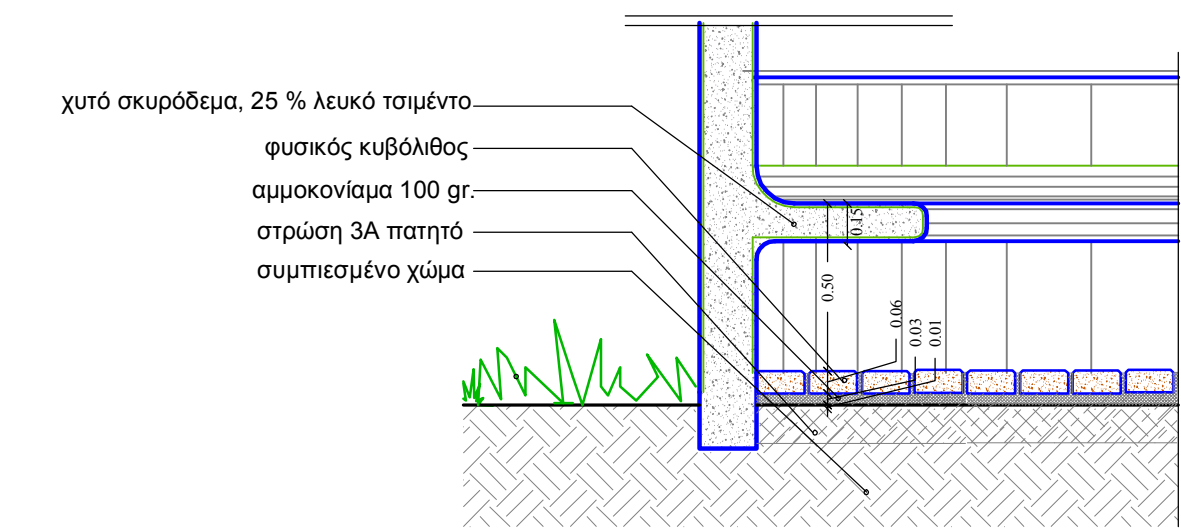 χυτό σκυρόδεμα, 25 % λευκό τσιμέντο
φυσικός κυβόλιθος
αμμοκονίαμα 100 gr.
στρώση 3Α πατητό
συμπιεσμένο χώμα
0.15
0.50
0.06
0.03
0.01